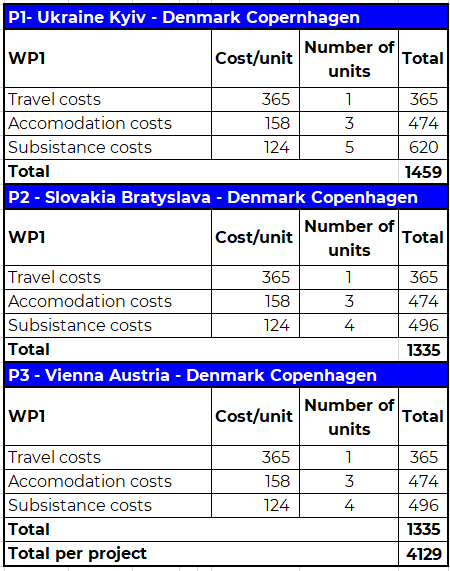 P1- Ukraine Kyiv - Denmark Copernhagen
WP1 Cost/unit Number of units Total
Travel costs 365 1 365
Accomodation costs 158 3 474
Subsistance costs 124 5 620
Total 1459
P2 - Slovakia Bratyslava - Denmark Copenhagen
WP1 Cost/unit Number of units Total
Travel costs 365 1 365
Accomodation costs 158 3 474
Subsistance costs 124 4 496
Total 1335
P3 - Vienna Austria - Denmark Copenhagen
WP1 Cost/unit Number of units Total
Travel costs 365 1 365
Accomodation costs 158 3 474
Subsistance costs 124 4 496
Total 1335
Total per project 4129